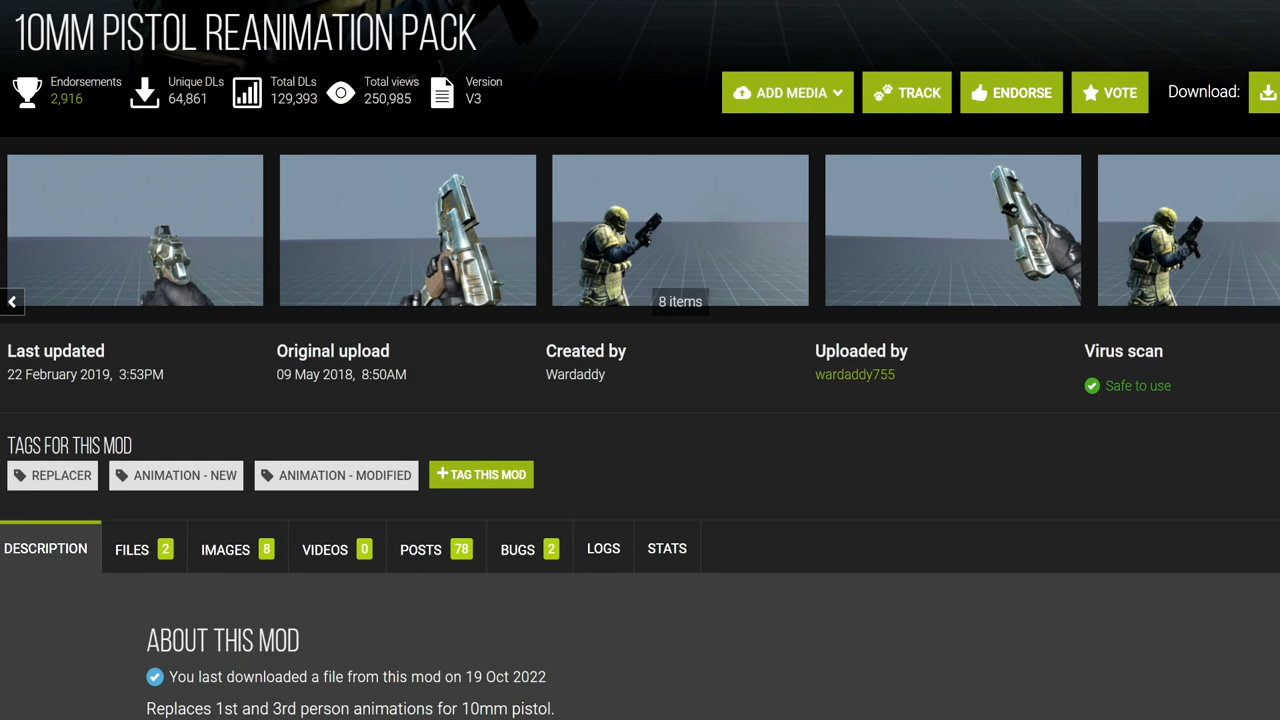 10MM PISTOL REANIMATION PACK
Endorsements
2,916
Unique DLs
64,861
Total DLs
129,393
Total views
250,985
Version
V3
ADD MEDIA
TRACK
ENDORSE
VOTE
Download:
8 items
Last updated
22 February 2019, 3:53PM
Original upload
09 May 2018, 8:50AM
Created by
Wardaddy
Uploaded by
wardaddy755
Virus scan
Safe to use
TAGS FOR THIS MOD
REPLACER
ANIMATION - NEW
ANIMATION - MODIFIED
+ TAG THIS MOD
DESCRIPTION
FILES 2
IMAGES 8
VIDEOS 0
POSTS 78
BUGS 2
LOGS
STATS
ABOUT THIS MOD
You last downloaded a file from this mod on 19 Oct 2022
Replaces 1st and 3rd person animations for 10mm pistol.